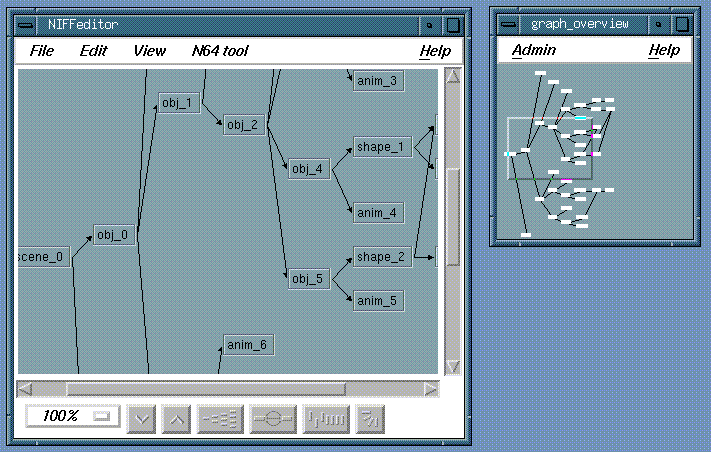 NIFFeditor
File Edit View N64 tool Help
anim_3
obj_1
obj_2
shape_1
obj_4
anim_4
obj_0
scene_0
shape_2
obj_5
anim_5
anim_6
100%
graph_overview
Admin Help